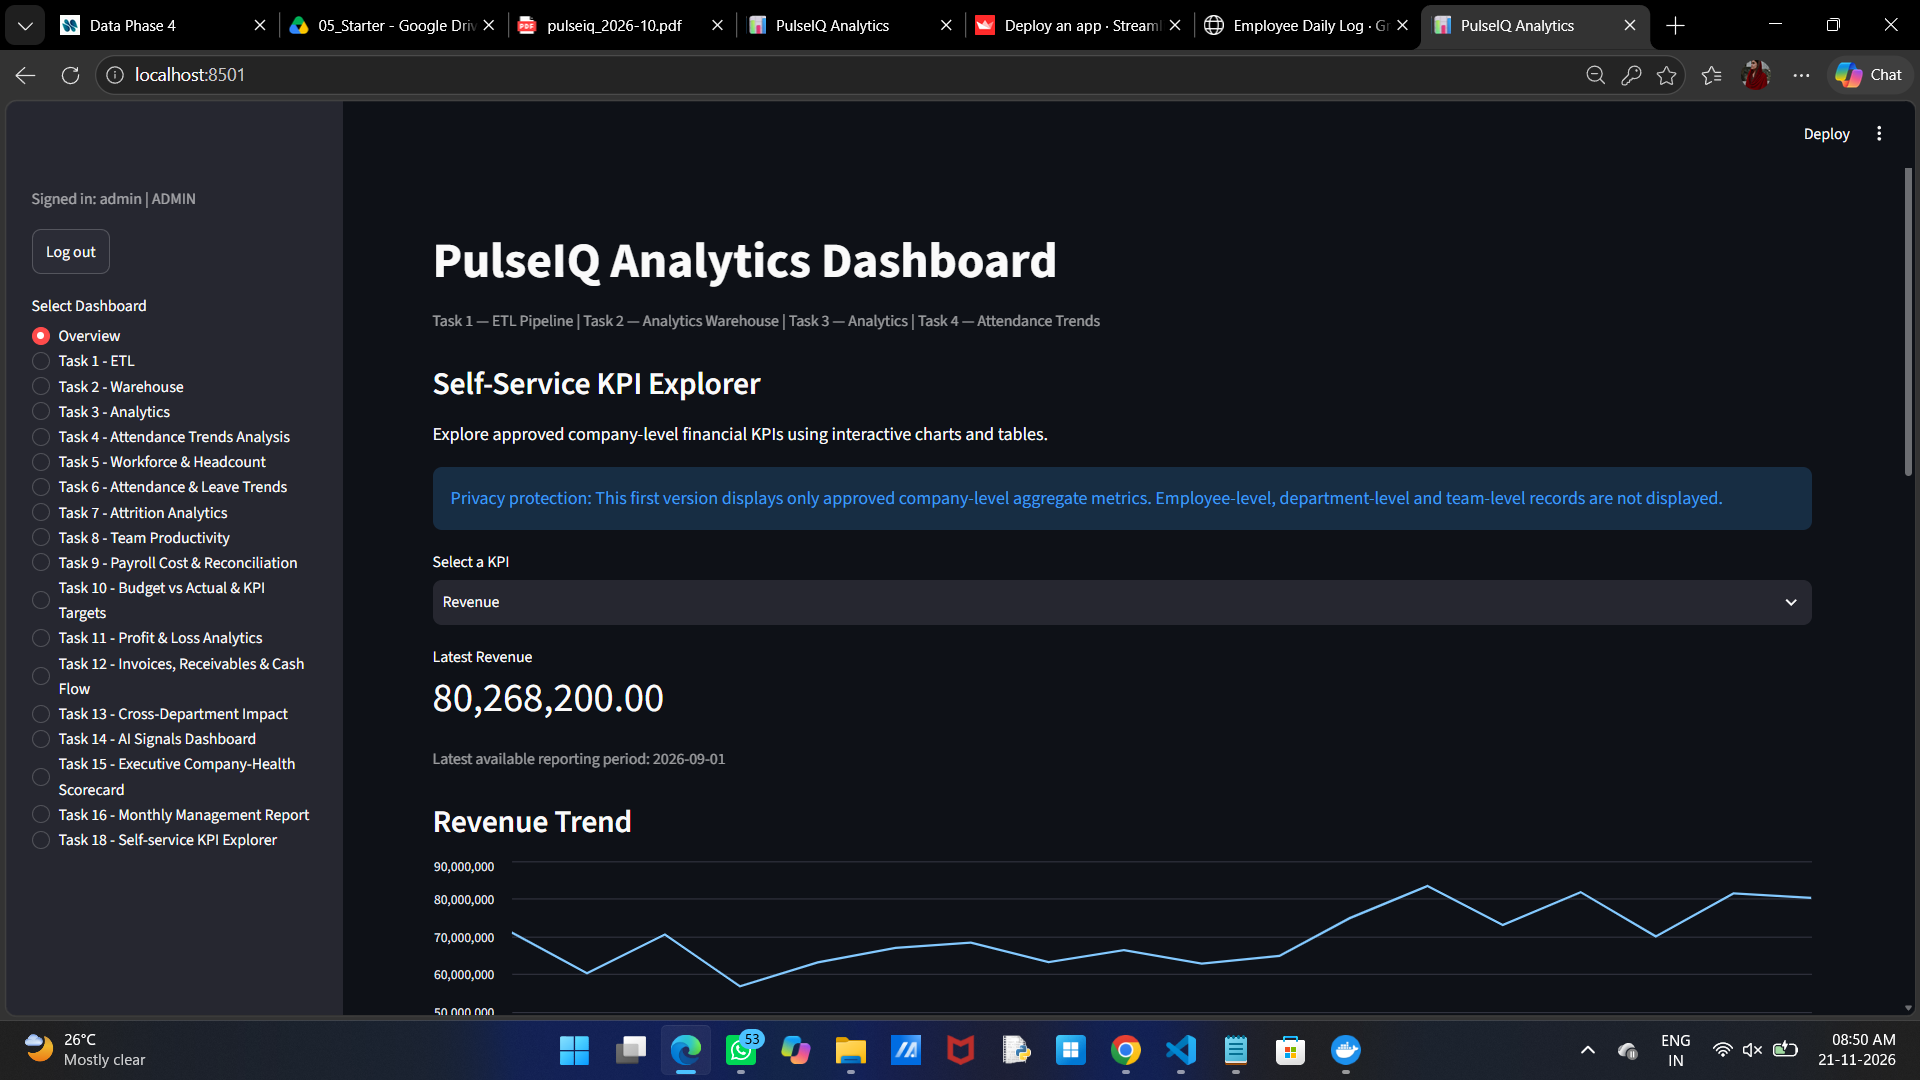 Data Phase 4
05_Starter - Google Driv
pulseiq_2026-10.pdf
PulseIQ Analytics
Deploy an app · Streaml
Employee Daily Log · Gr
PulseIQ Analytics
localhost:8501
Chat
Deploy
Signed in: admin | ADMIN
Log out
Select Dashboard
Overview
Task 1 - ETL
Task 2 - Warehouse
Task 3 - Analytics
Task 4 - Attendance Trends Analysis
Task 5 - Workforce & Headcount
Task 6 - Attendance & Leave Trends
Task 7 - Attrition Analytics
Task 8 - Team Productivity
Task 9 - Payroll Cost & Reconciliation
Task 10 - Budget vs Actual & KPI
Targets
Task 11 - Profit & Loss Analytics
Task 12 - Invoices, Receivables & Cash
Flow
Task 13 - Cross-Department Impact
Task 14 - AI Signals Dashboard
Task 15 - Executive Company-Health
Scorecard
Task 16 - Monthly Management Report
Task 18 - Self-service KPI Explorer
PulseIQ Analytics Dashboard
Task 1 — ETL Pipeline | Task 2 — Analytics Warehouse | Task 3 — Analytics | Task 4 — Attendance Trends
Self-Service KPI Explorer
Explore approved company-level financial KPIs using interactive charts and tables.
Privacy protection: This first version displays only approved company-level aggregate metrics. Employee-level, department-level and team-level records are not displayed.
Select a KPI
Revenue
Latest Revenue
80,268,200.00
Latest available reporting period: 2026-09-01
Revenue Trend
90,000,000
80,000,000
70,000,000
60,000,000
50,000,000
26°C
Mostly clear
53
ENG
IN
08:50 AM
21-11-2026